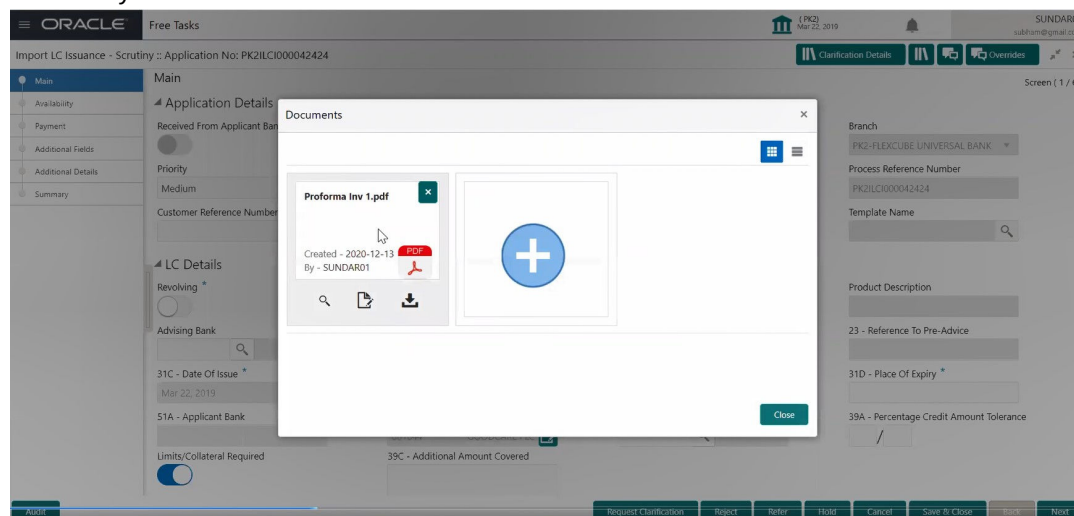 ORACLE Free Tasks
( PK2)
Mar 22, 2019
SUNDAR
Import LC Issuance - Scrutiny :: Application No: PK2ILCI000042424
Clarification Details
Overrides
Main
Availability
Payment
Additional Fields
Additional Details
Summary
Main
Screen ( 1 /
Application Details
Received From Applicant Ban
Branch
PK2-FLEXCUBE UNIVERSAL BANK
Priority
Medium
Process Reference Number
PK2ILCI000042424
Customer Reference Number
Template Name
Documents
Proforma Inv 1.pdf
Created - 2020-12-13
By - SUNDAR01
PDF
Close
LC Details
Revolving *
Product Description
Advising Bank
23 - Reference To Pre-Advice
31C - Date Of Issue *
Mar 22, 2019
31D - Place Of Expiry *
51A - Applicant Bank
39A - Percentage Credit Amount Tolerance
/
Limits/Collateral Required
39C - Additional Amount Covered
Audit
Request Clarification
Reject
Refer
Hold
Cancel
Save & Close
Back
Next